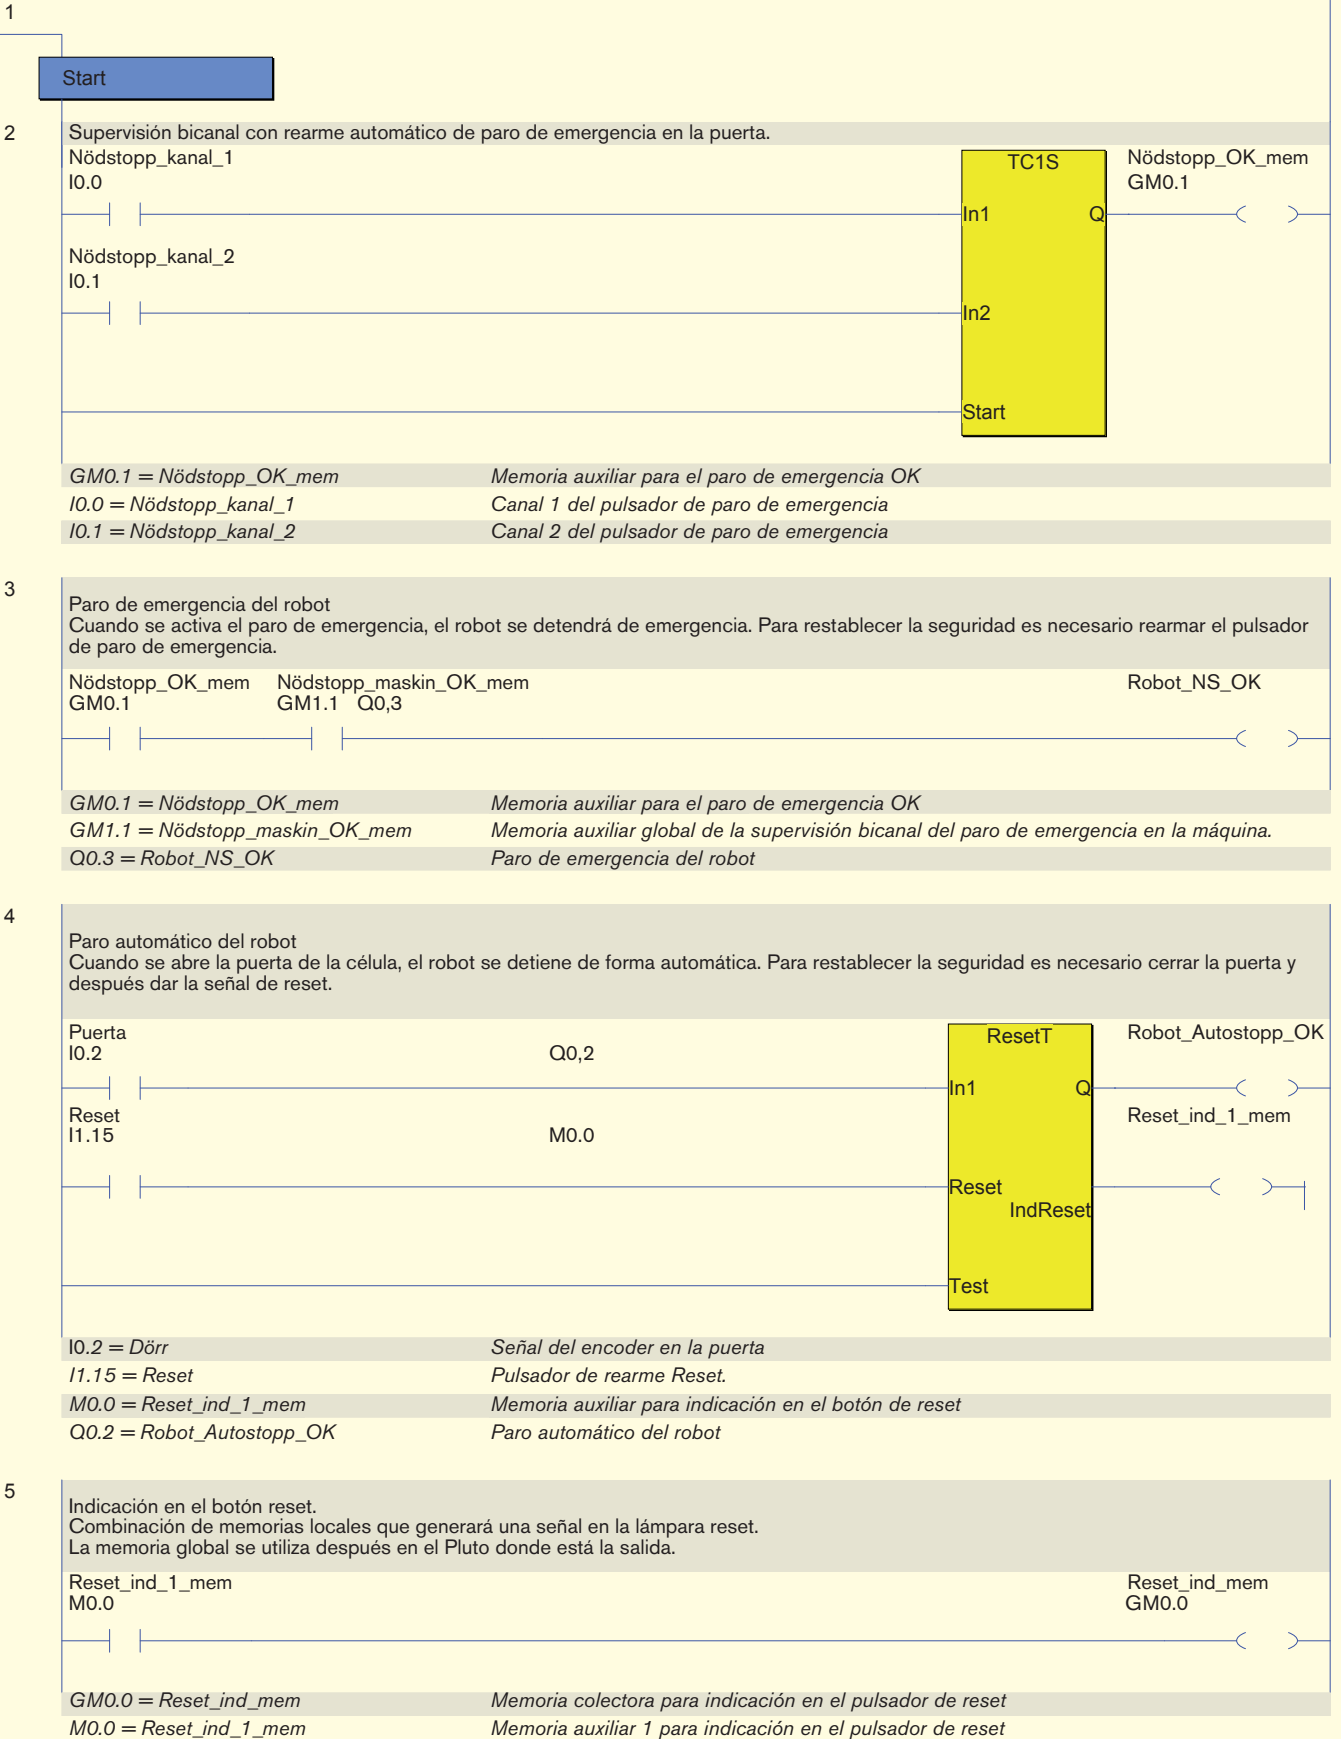 1
Start
2
Supervisión bicanal con rearme automático de paro de emergencia en la puerta.
Nödstopp_kanal_1
I0.0
TC1S
Nödstopp_OK_mem
GM0.1
In1
Q
Nödstopp_kanal_2
I0.1
In2
Start
GM0.1 = Nödstopp_OK_mem Memoria auxiliar para el paro de emergencia OK
I0.0 = Nödstopp_kanal_1 Canal 1 del pulsador de paro de emergencia
I0.1 = Nödstopp_kanal_2 Canal 2 del pulsador de paro de emergencia
3
Paro de emergencia del robot
Cuando se activa el paro de emergencia, el robot se detendrá de emergencia. Para restablecer la seguridad es necesario rearmar el pulsador
de paro de emergencia.
Nödstopp_OK_mem Nödstopp_maskin_OK_mem Robot_NS_OK
GM0.1 GM1.1 Q0,3
GM0.1 = Nödstopp_OK_mem Memoria auxiliar para el paro de emergencia OK
GM1.1 = Nödstopp_maskin_OK_mem Memoria auxiliar global de la supervisión bicanal del paro de emergencia en la máquina.
Q0.3 = Robot_NS_OK Paro de emergencia del robot
4
Paro automático del robot
Cuando se abre la puerta de la célula, el robot se detiene de forma automática. Para restablecer la seguridad es necesario cerrar la puerta y
después dar la señal de reset.
Puerta ResetT Robot_Autostopp_OK
I0.2 Q0,2
In1 Q
Reset Reset_ind_1_mem
I1.15 M0.0
Reset
IndReset
Test
I0.2 = Dörr Señal del encoder en la puerta
I1.15 = Reset Pulsador de rearme Reset.
M0.0 = Reset_ind_1_mem Memoria auxiliar para indicación en el botón de reset
Q0.2 = Robot_Autostopp_OK Paro automático del robot
5
Indicación en el botón reset.
Combinación de memorias locales que generará una señal en la lámpara reset.
La memoria global se utiliza después en el Pluto donde está la salida.
Reset_ind_1_mem Reset_ind_mem
M0.0 GM0.0
GM0.0 = Reset_ind_mem Memoria colectora para indicación en el pulsador de reset
M0.0 = Reset_ind_1_mem Memoria auxiliar 1 para indicación en el pulsador de reset